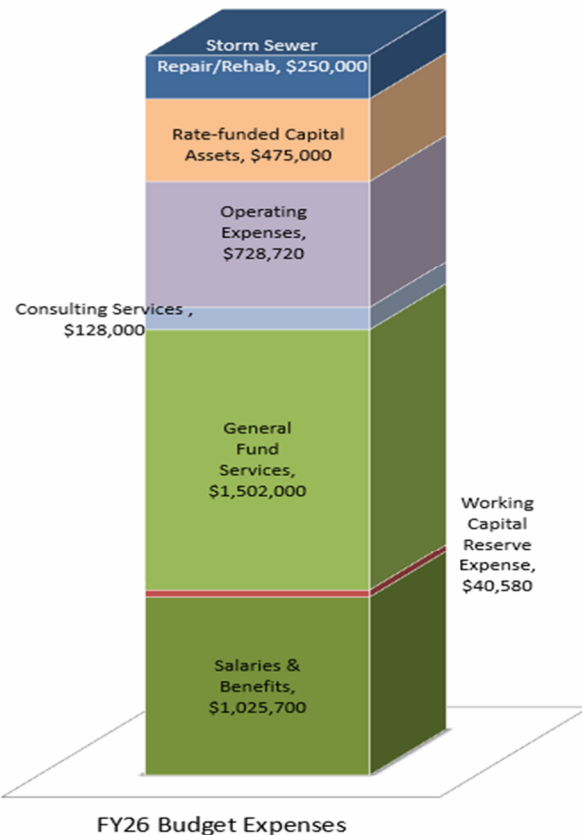 Storm Sewer
Repair/Rehab, $250,000
Rate-funded Capital
Assets, $475,000
Operating
Expenses,
$728,720
Consulting Services ,
$128,000
General
Fund
Services,
$1,502,000
Working
Capital
Reserve
Expense,
$40,580
Salaries &
Benefits,
$1,025,700
FY26 Budget Expenses